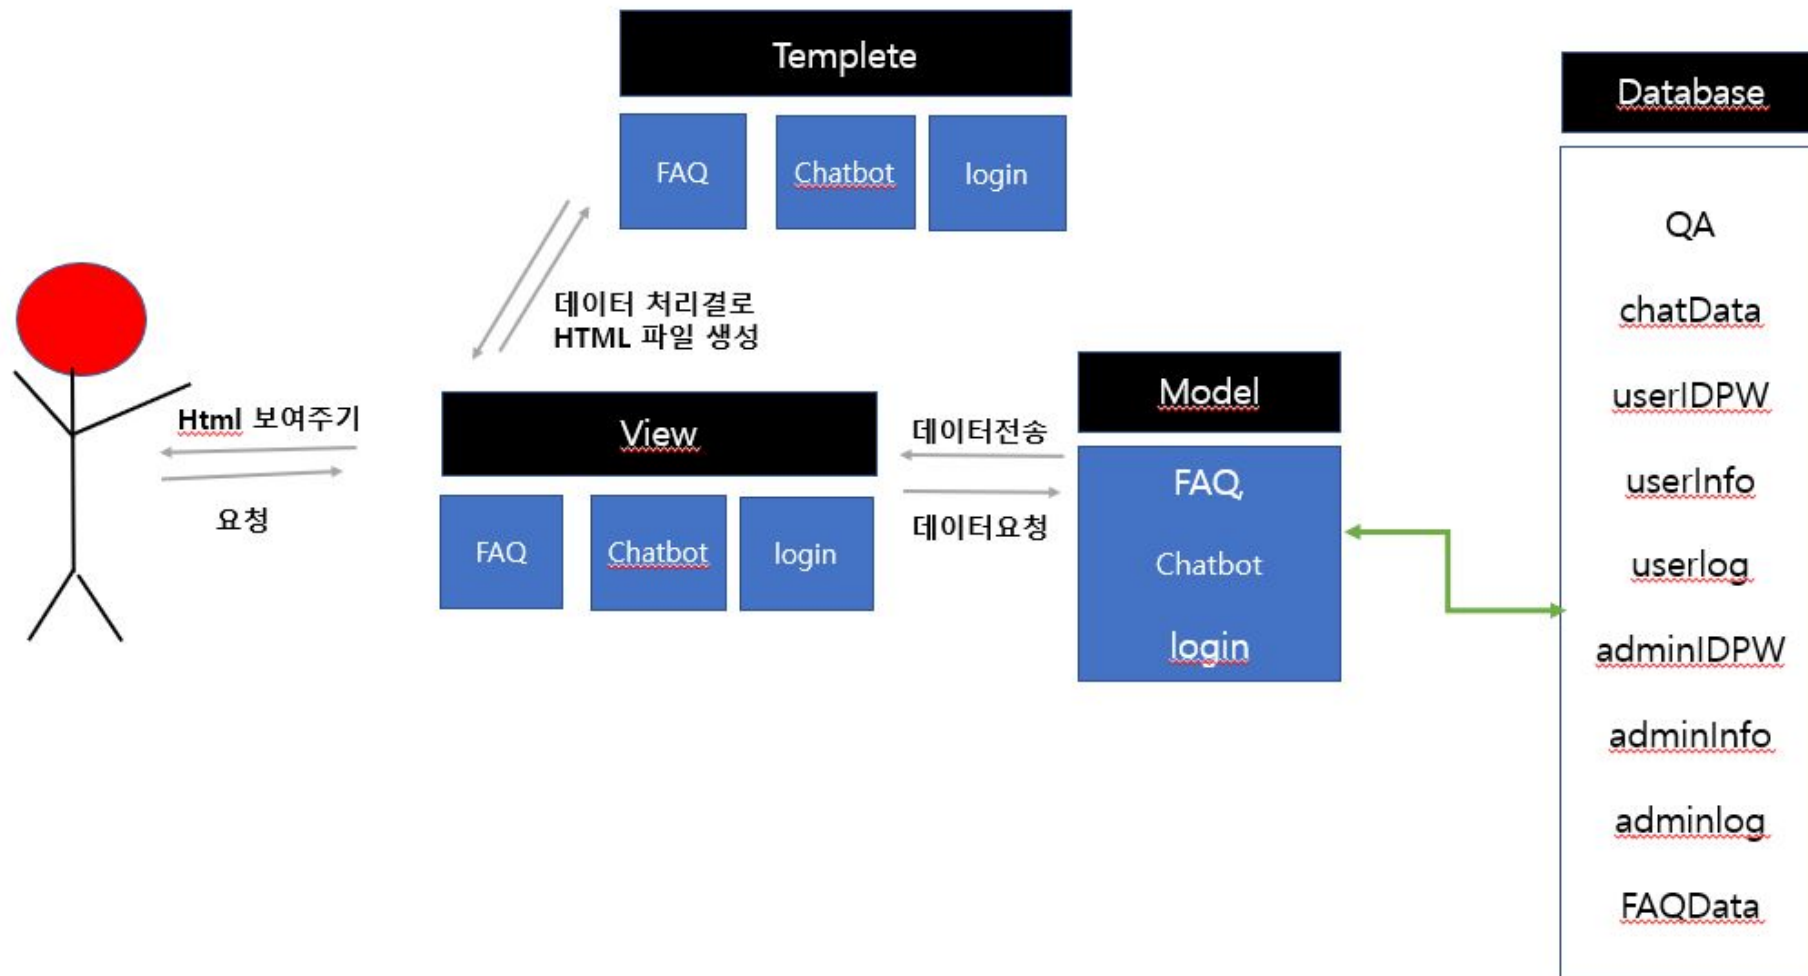 Templete
FAQ
Chatbot
login
데이터 처리결로
HTML 파일 생성
Html 보여주기
요청
View
FAQ
Chatbot
login
데이터전송
데이터요청
Model
FAQ,
Chatbot
login
Database
QA
chatData
userIDPW
userInfo
userlog
adminIDPW
adminInfo
adminlog
FAQData